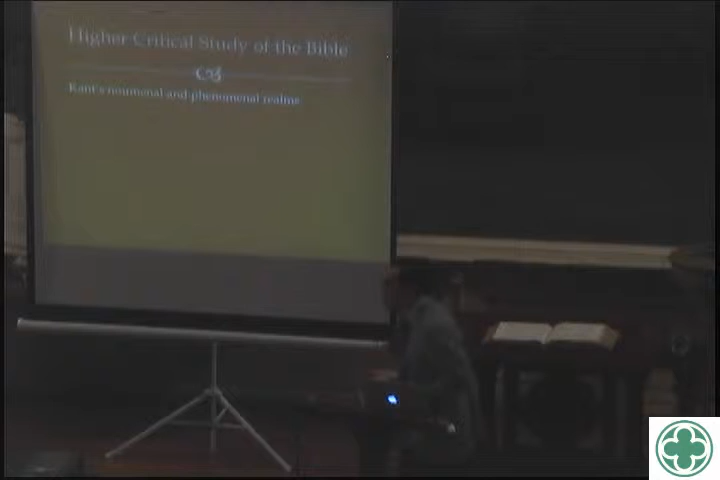 Higher Critical Study of the Bible
Kant's noumenal and phenomenal realms